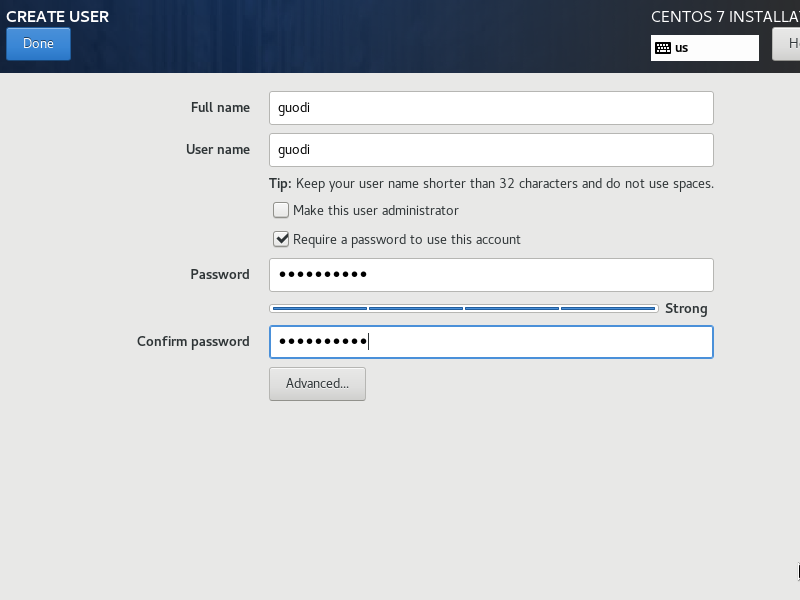 CREATE USER
CENTOS 7 INSTALLA
Done
us
H
Full name
guodi
User name
guodi
Tip: Keep your user name shorter than 32 characters and do not use spaces.
Make this user administrator
Require a password to use this account
Password
●●●●●●●●●●
Strong
Confirm password
●●●●●●●●●●
Advanced...